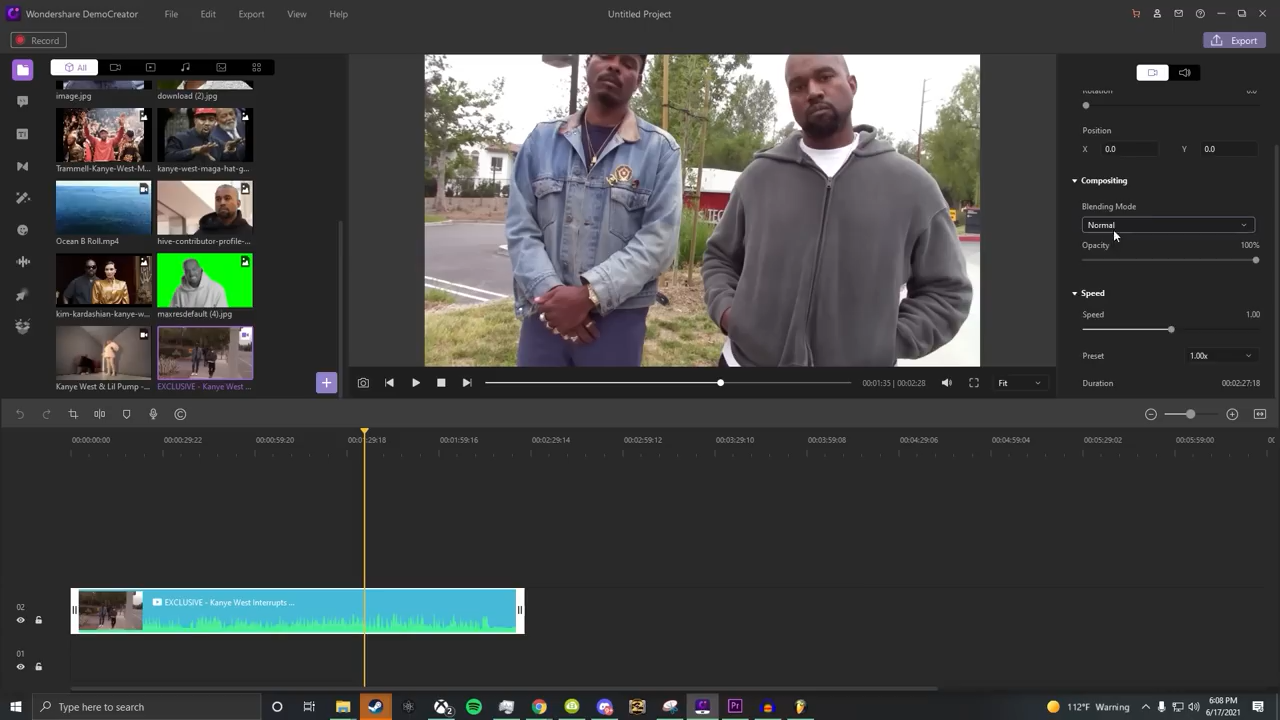 Wondershare DemoCreator
File
Edit
Export
View
Help
Untitled Project
Record
Export
All
image.jpg
download (2).jpg
Trammell-Kanye-West-M...
kanye-west-maga-hat-g...
Ocean B Roll.mp4
hive-contributor-profile-...
kim-kardashian-kanye-w...
maxresdefault (4).jpg
Kanye West & Lil Pump -...
EXCLUSIVE - Kanye West ...
00:01:35 | 00:02:28
Fit
Rotation
0.0
Position
X 0.0 Y 0.0
Compositing
Blending Mode
Normal
Opacity 100%
Speed
Speed 1.00
Preset 1.00x
Duration 00:02:27:18
00:00:00:00 00:00:29:22 00:00:59:20 00:01:29:18 00:01:59:16 00:02:29:14 00:02:59:12 00:03:29:10 00:03:59:08 00:04:29:06 00:04:59:04 00:05:29:02 00:05:59:00
02
EXCLUSIVE - Kanye West Interrupts ...
01
Type here to search
112°F Warning
6:08 PM
6/17/2021